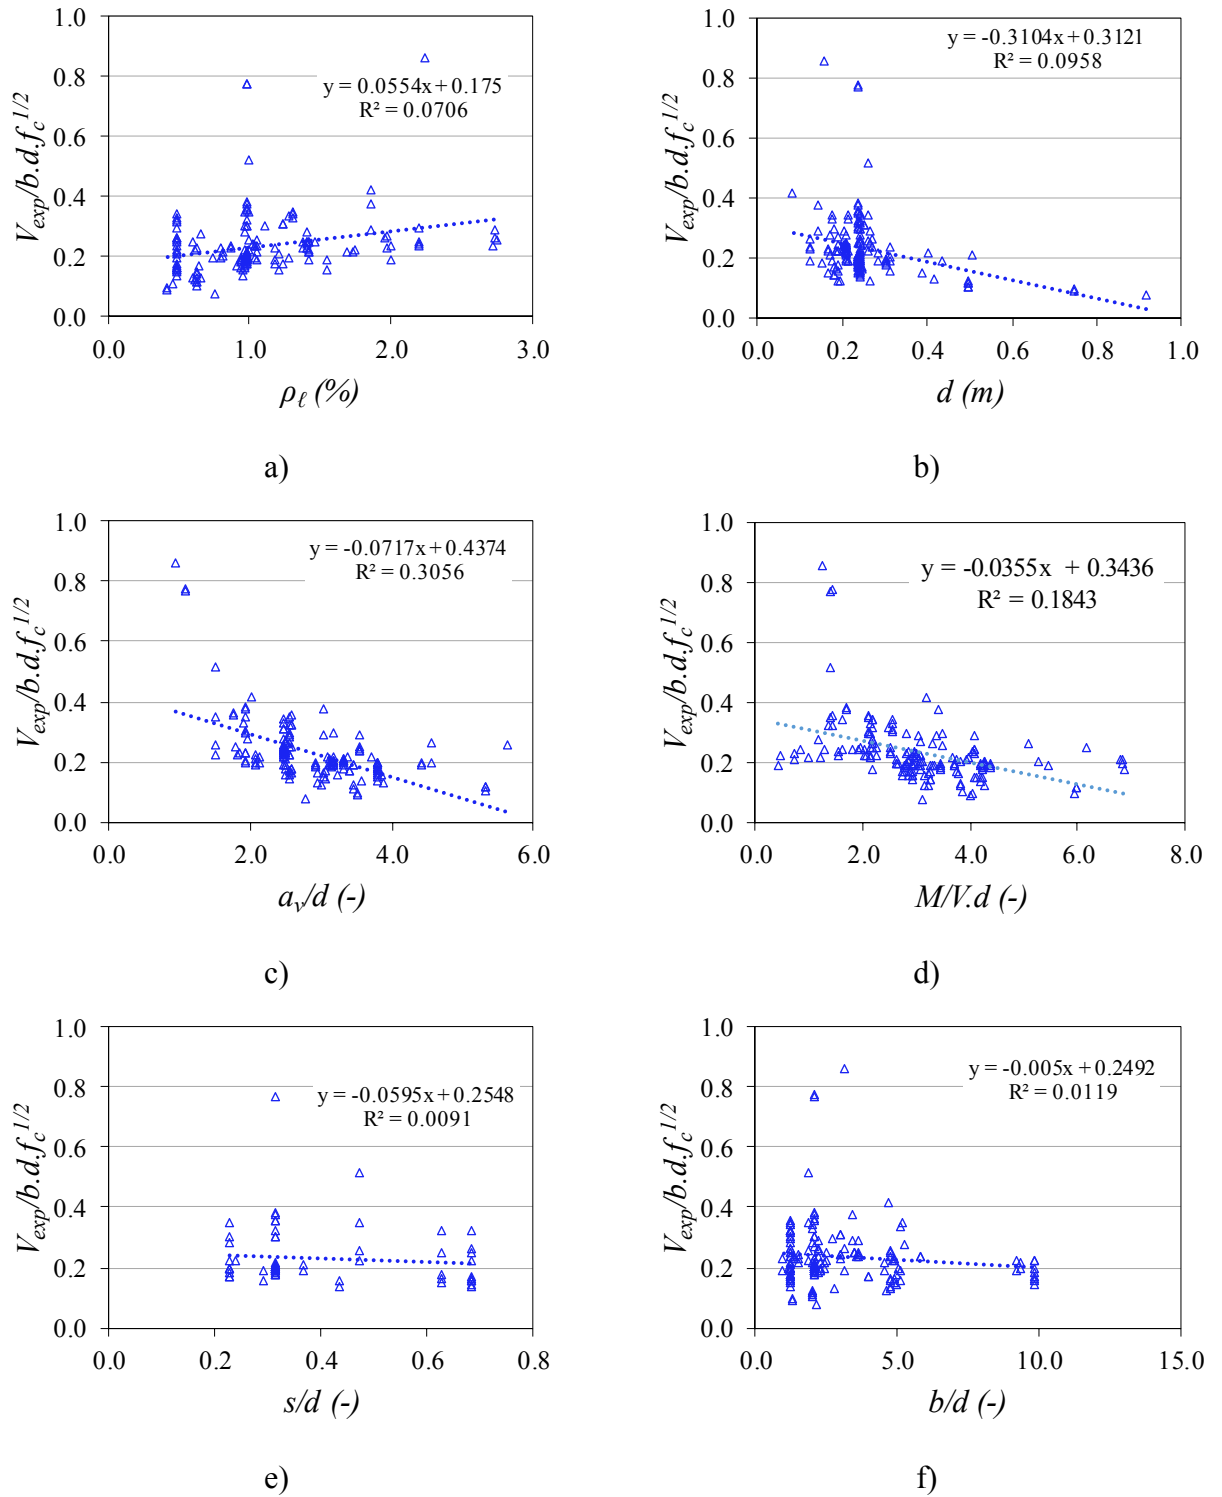 V_exp/b.d.f_c^1/2
1.0
0.8
0.6
0.4
0.2
0.0
y = 0.0554x + 0.175
R² = 0.0706
0.0 1.0 2.0 3.0
ρ_ℓ (%)
a)
V_exp/b.d.f_c^1/2
1.0
0.8
0.6
0.4
0.2
0.0
y = -0.3104x + 0.3121
R² = 0.0958
0.0 0.2 0.4 0.6 0.8 1.0
d (m)
b)
V_exp/b.d.f_c^1/2
1.0
0.8
0.6
0.4
0.2
0.0
y = -0.0717x + 0.4374
R² = 0.3056
0.0 2.0 4.0 6.0
a_v/d (-)
c)
V_exp/b.d.f_c^1/2
1.0
0.8
0.6
0.4
0.2
0.0
y = -0.0355x + 0.3436
R² = 0.1843
0.0 2.0 4.0 6.0 8.0
M/V.d (-)
d)
V_exp/b.d.f_c^1/2
1.0
0.8
0.6
0.4
0.2
0.0
y = -0.0595x + 0.2548
R² = 0.0091
0.0 0.2 0.4 0.6 0.8
s/d (-)
e)
V_exp/b.d.f_c^1/2
1.0
0.8
0.6
0.4
0.2
0.0
y = -0.005x + 0.2492
R² = 0.0119
0.0 5.0 10.0 15.0
b/d (-)
f)